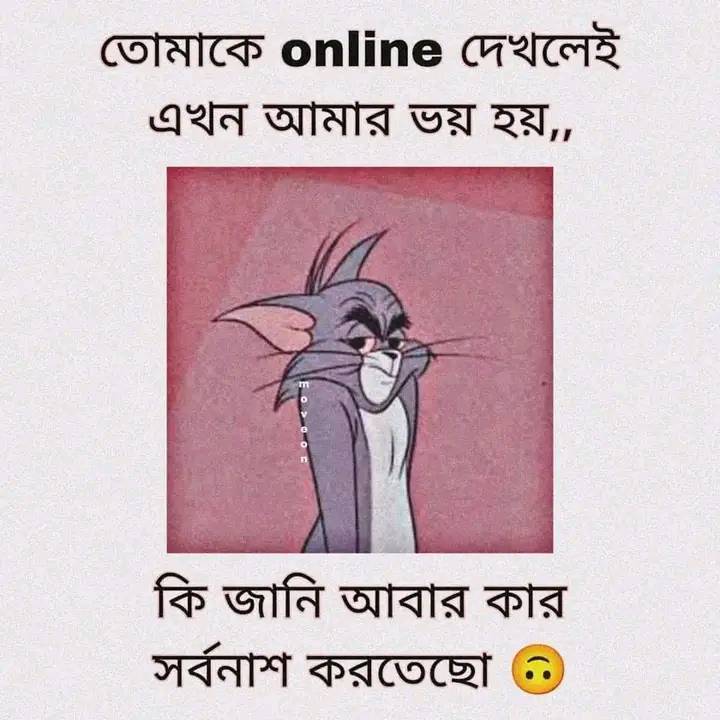 তোমাকে online দেখলেই
এখন আমার ভয় হয়,,
moveon
কি জানি আবার কার
সর্বনাশ করতেছো 🙃